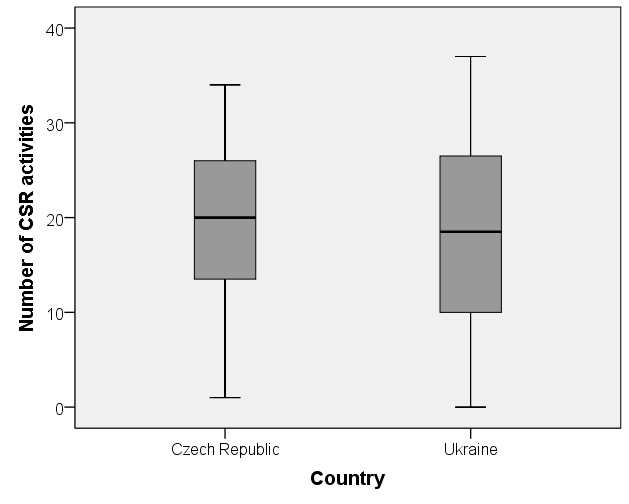 Number of CSR activities
40
30
20
10
0
Czech Republic
Ukraine
Country